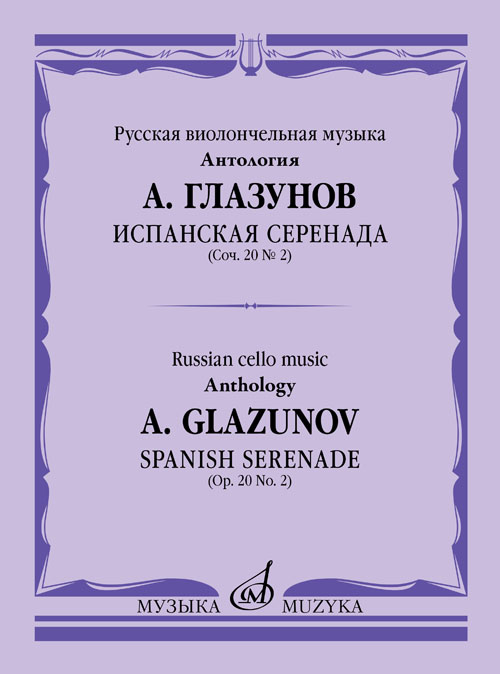 Русская виолончельная музыка
Антология
А. ГЛАЗУНОВ
ИСПАНСКАЯ СЕРЕНАДА
(Соч. 20 № 2)
Russian cello music
Anthology
A. GLAZUNOV
SPANISH SERENADE
(Op. 20 No. 2)
МУЗЫКА М MUZYKA